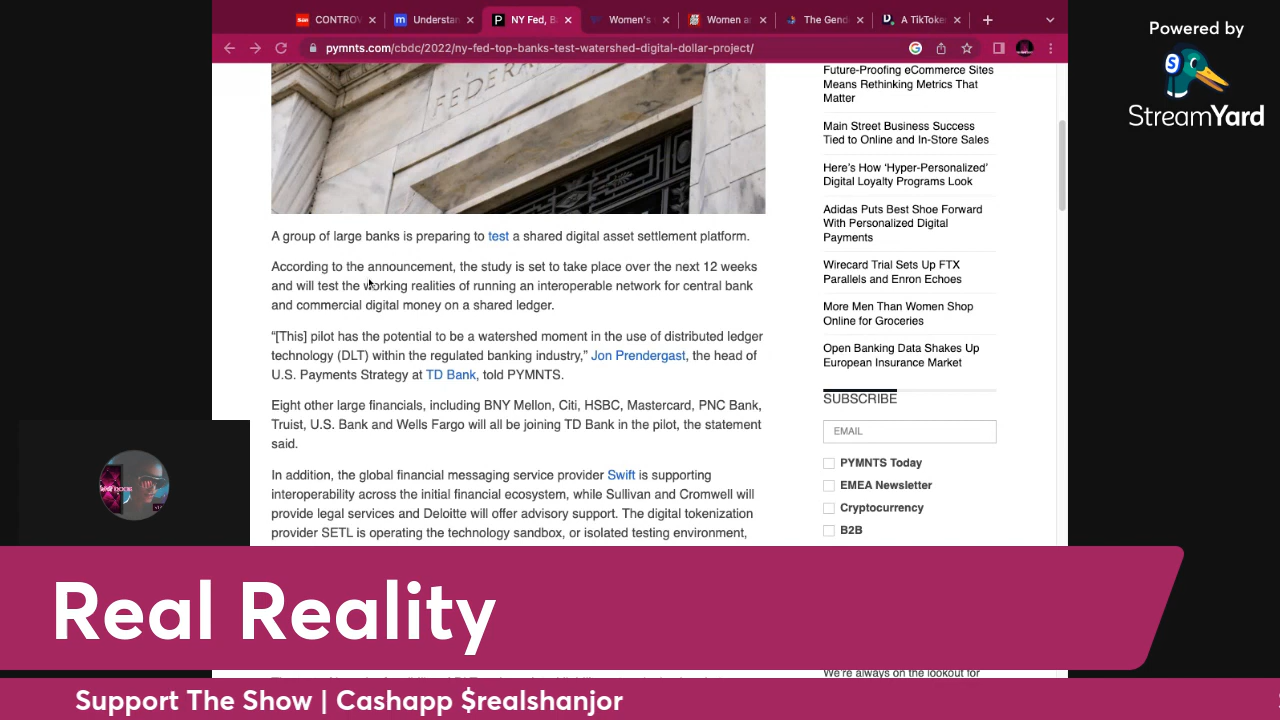 CONTROV
Understan
NY Fed, B
Women's
Women ar
The Gend
A TikToke
pymnts.com/cbdc/2022/ny-fed-top-banks-test-watershed-digital-dollar-project/
Powered by
StreamYard
FEDERA
A group of large banks is preparing to test a shared digital asset settlement platform.
According to the announcement, the study is set to take place over the next 12 weeks
and will test the working realities of running an interoperable network for central bank
and commercial digital money on a shared ledger.
“[This] pilot has the potential to be a watershed moment in the use of distributed ledger
technology (DLT) within the regulated banking industry,” Jon Prendergast, the head of
U.S. Payments Strategy at TD Bank, told PYMNTS.
Eight other large financials, including BNY Mellon, Citi, HSBC, Mastercard, PNC Bank,
Truist, U.S. Bank and Wells Fargo will all be joining TD Bank in the pilot, the statement
said.
In addition, the global financial messaging service provider Swift is supporting
interoperability across the initial financial ecosystem, while Sullivan and Cromwell will
provide legal services and Deloitte will offer advisory support. The digital tokenization
provider SETL is operating the technology sandbox, or isolated testing environment,
Future-Proofing eCommerce Sites
Means Rethinking Metrics That
Matter
Main Street Business Success
Tied to Online and In-Store Sales
Here’s How ‘Hyper-Personalized’
Digital Loyalty Programs Look
Adidas Puts Best Shoe Forward
With Personalized Digital
Payments
Wirecard Trial Sets Up FTX
Parallels and Enron Echoes
More Men Than Women Shop
Online for Groceries
Open Banking Data Shakes Up
European Insurance Market
SUBSCRIBE
EMAIL
PYMNTS Today
EMEA Newsletter
Cryptocurrency
B2B
Real Reality
We're always on the lookout for
Support The Show | Cashapp $realshanjor